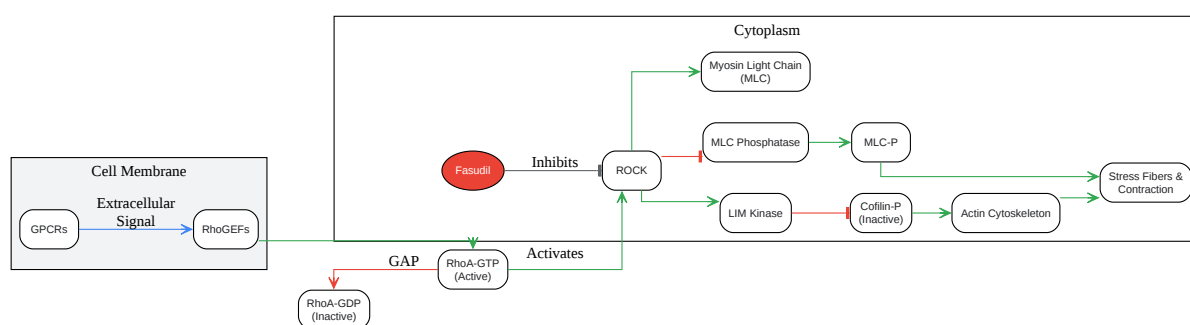 Cytoplasm
Myosin Light Chain
(MLC)
MLC Phosphatase
MLC-P
Fasudil
Inhibits
ROCK
Stress Fibers &
Contraction
Cell Membrane
Extracellular
Signal
GPCRs
RhoGEFs
LIM Kinase
Cofilin-P
(Inactive)
Actin Cytoskeleton
Activates
GAP
RhoA-GTP
(Active)
RhoA-GDP
(Inactive)